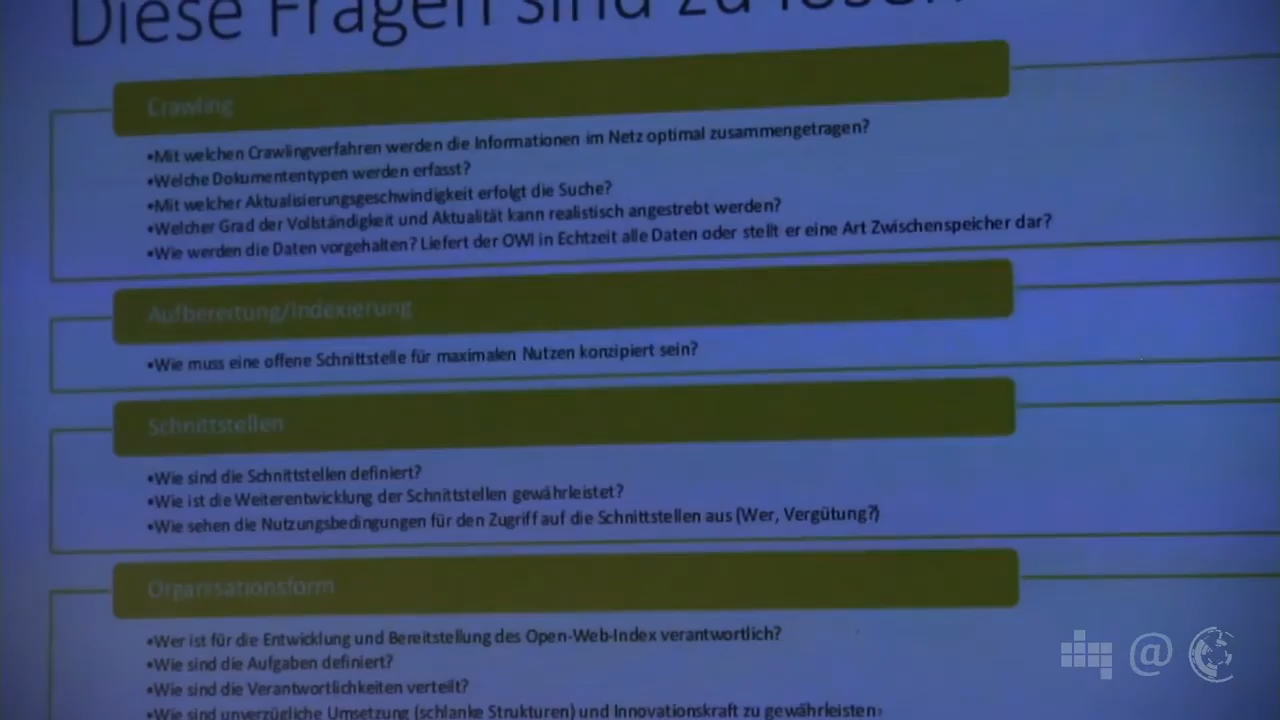 Diese Fragen sind zu lösen
Crawling
•Mit welchen Crawlingverfahren werden die Informationen im Netz optimal zusammengetragen?
•Welche Dokumententypen werden erfasst?
•Mit welcher Aktualisierungsgeschwindigkeit erfolgt die Suche?
•Welcher Grad der Vollständigkeit und Aktualität kann realistisch angestrebt werden?
•Wie werden die Daten vorgehalten? Liefert der OWI in Echtzeit alle Daten oder stellt er eine Art Zwischenspeicher dar?
Aufbereitung/Indexierung
•Wie muss eine offene Schnittstelle für maximalen Nutzen konzipiert sein?
Schnittstellen
•Wie sind die Schnittstellen definiert?
•Wie ist die Weiterentwicklung der Schnittstellen gewährleistet?
•Wie sehen die Nutzungsbedingungen für den Zugriff auf die Schnittstellen aus (Wer, Vergütung?)
Organisationsform
•Wer ist für die Entwicklung und Bereitstellung des Open-Web-Index verantwortlich?
•Wie sind die Aufgaben definiert?
•Wie sind die Verantwortlichkeiten verteilt?
•Wie sind unverzügliche Umsetzung (schlanke Strukturen) und Innovationskraft zu gewährleisten?